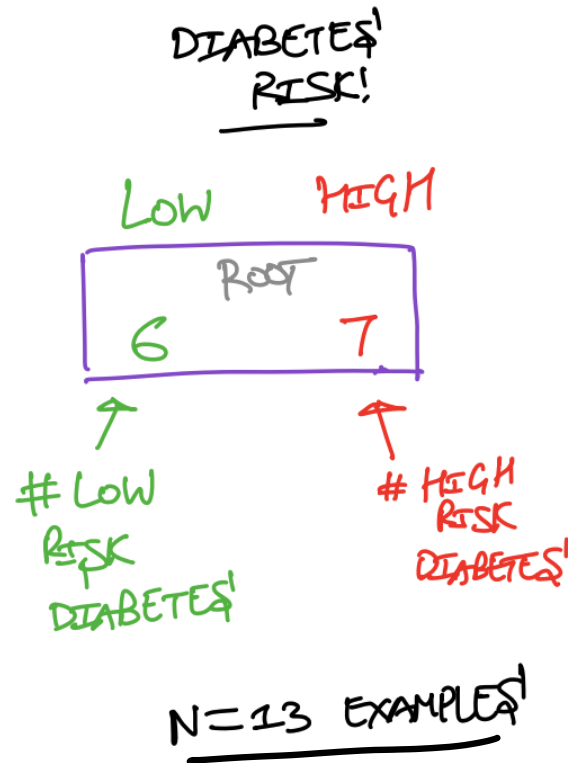 DIABETES'
RISK!
LOW HIGH
ROOT
6 7
# LOW
RISK
DIABETES'
# HIGH
RISK
DIABETES'
N=13 EXAMPLES'